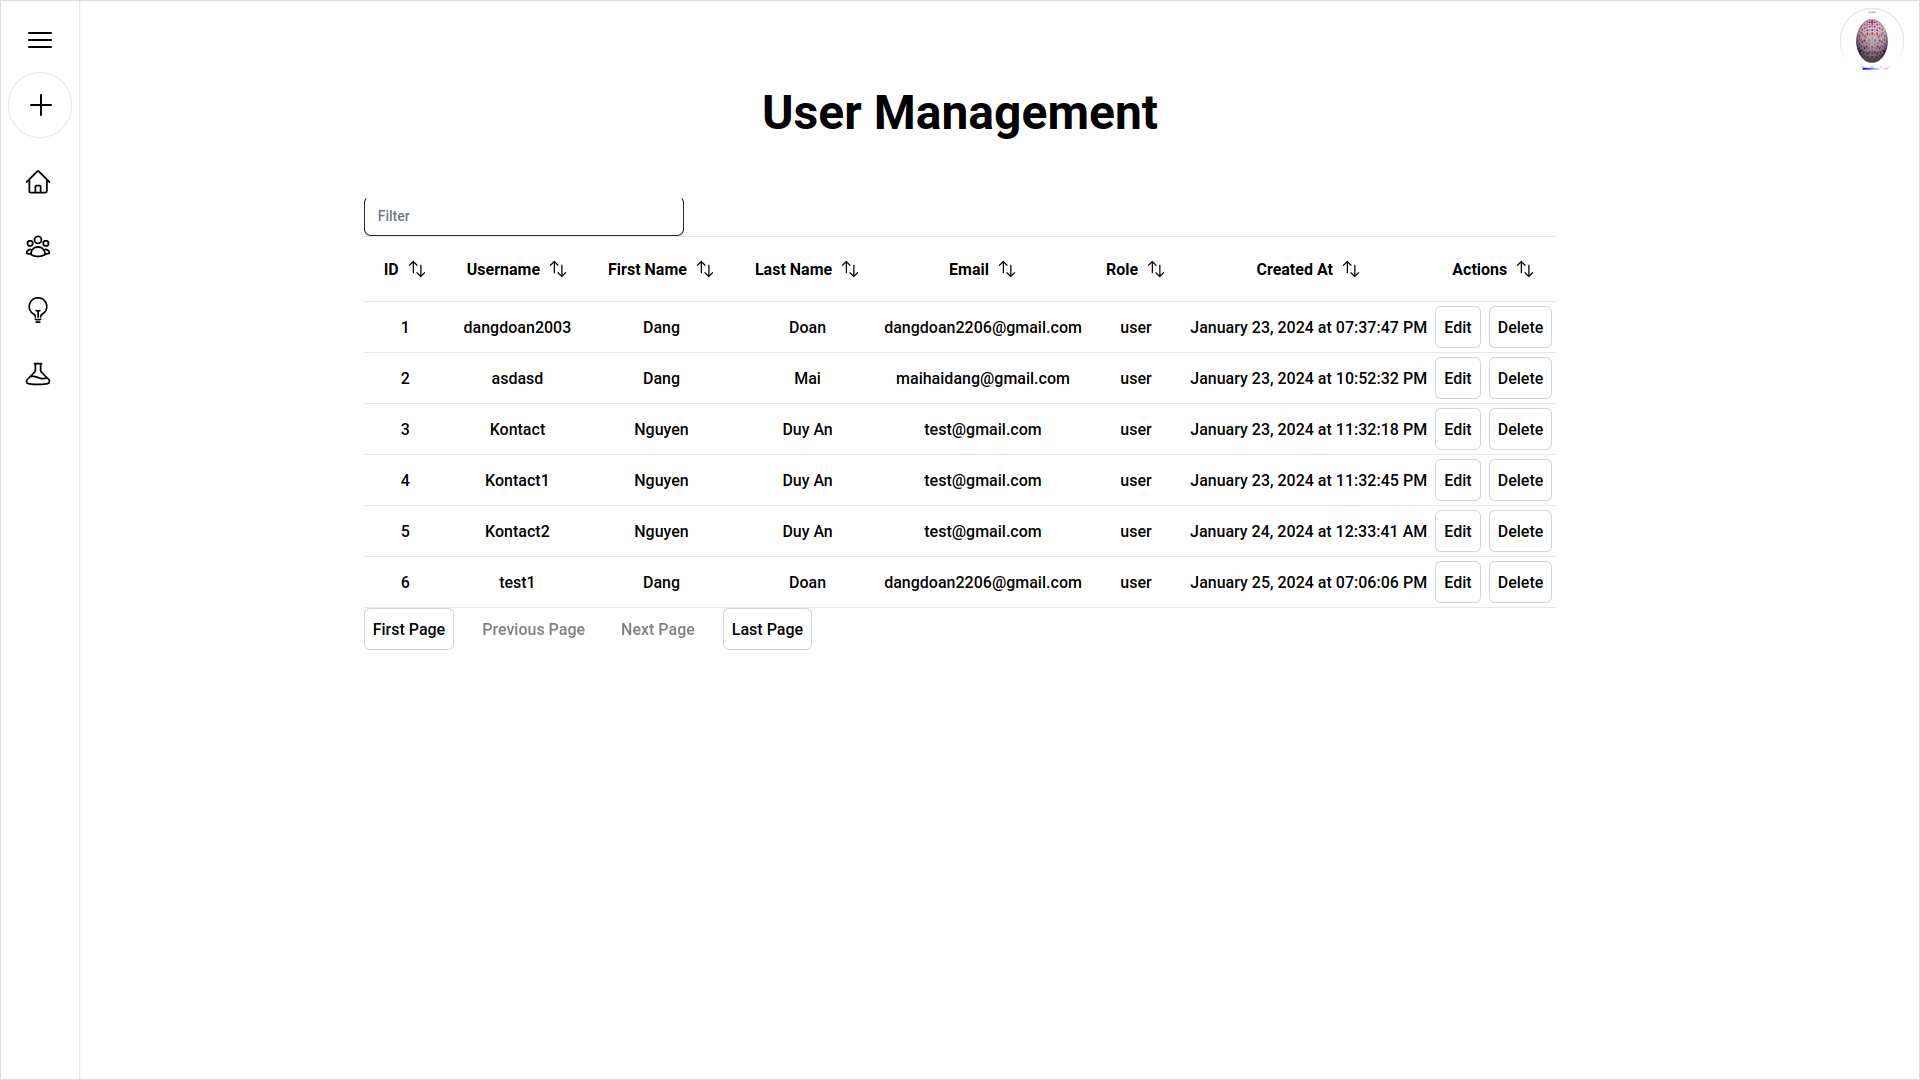 User Management
Filter
ID Username First Name Last Name Email Role Created At Actions
1 dangdoan2003 Dang Doan dangdoan2206@gmail.com user January 23, 2024 at 07:37:47 PM Edit Delete
2 asdasd Dang Mai maihaidang@gmail.com user January 23, 2024 at 10:52:32 PM Edit Delete
3 Kontact Nguyen Duy An test@gmail.com user January 23, 2024 at 11:32:18 PM Edit Delete
4 Kontact1 Nguyen Duy An test@gmail.com user January 23, 2024 at 11:32:45 PM Edit Delete
5 Kontact2 Nguyen Duy An test@gmail.com user January 24, 2024 at 12:33:41 AM Edit Delete
6 test1 Dang Doan dangdoan2206@gmail.com user January 25, 2024 at 07:06:06 PM Edit Delete
First Page Previous Page Next Page Last Page